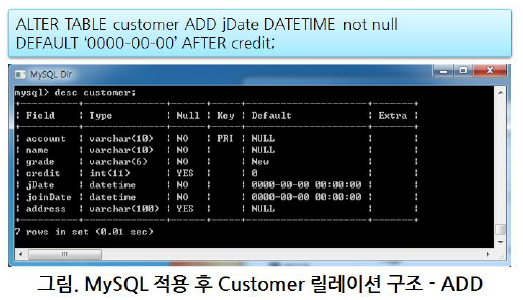 ALTER TABLE customer ADD jDate DATETIME not null
DEFAULT ‘0000-00-00’ AFTER credit;
MySQL Dir
mysql> desc customer;
+----------+--------------+------+-----+---------------------+-------+
| Field | Type | Null | Key | Default | Extra |
+----------+--------------+------+-----+---------------------+-------+
| account | varchar(10) | NO | PRI | NULL | |
| name | varchar(10) | NO | | NULL | |
| grade | varchar(6) | NO | | New | |
| credit | int(11) | YES | | 0 | |
| jDate | datetime | NO | | 0000-00-00 00:00:00 | |
| joinDate | datetime | NO | | 0000-00-00 00:00:00 | |
| address | varchar(100) | YES | | NULL | |
+----------+--------------+------+-----+---------------------+-------+
7 rows in set (0.01 sec)
그림. MySQL 적용 후 Customer 릴레이션 구조 - ADD